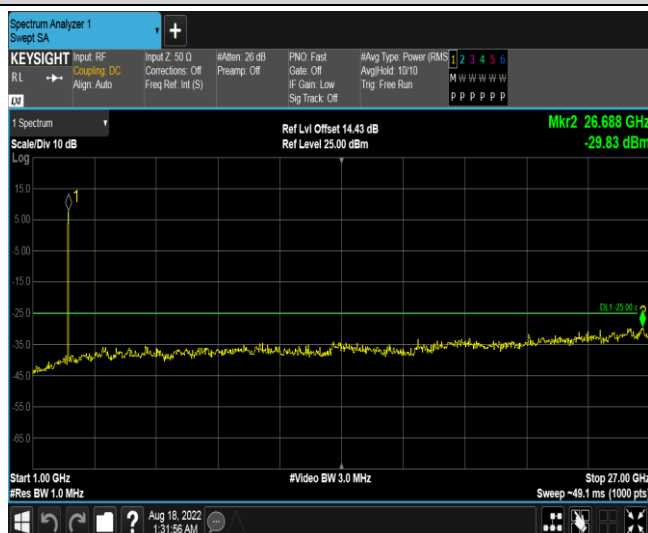 Spectrum Analyzer 1
Swept SA
KEYSIGHT
RL
Input: RF
Coupling: DC
Align: Auto
Input Z: 50 Ω
Corrections: Off
Freq Ref: Int (S)
#Atten: 26 dB
Preamp: Off
PNO: Fast
Gate: Off
IF Gain: Low
Sig Track: Off
#Avg Type: Power (RMS
Avg|Hold: 10/10
Trig: Free Run
1 2 3 4 5 6
M W W W W W
P P P P P P
LXI
1 Spectrum
Scale/Div 10 dB
Ref Lvl Offset 14.43 dB
Ref Level 25.00 dBm
Mkr2 26.688 GHz
-29.83 dBm
Log
15.0
5.00
-5.00
-15.0
-25.0
-35.0
-45.0
-55.0
-65.0
1
DL1 -25.00
2
Start 1.00 GHz
#Res BW 1.0 MHz
#Video BW 3.0 MHz
Stop 27.00 GHz
Sweep ~49.1 ms (1000 pts)
?
Aug 18, 2022
1:31:56 AM